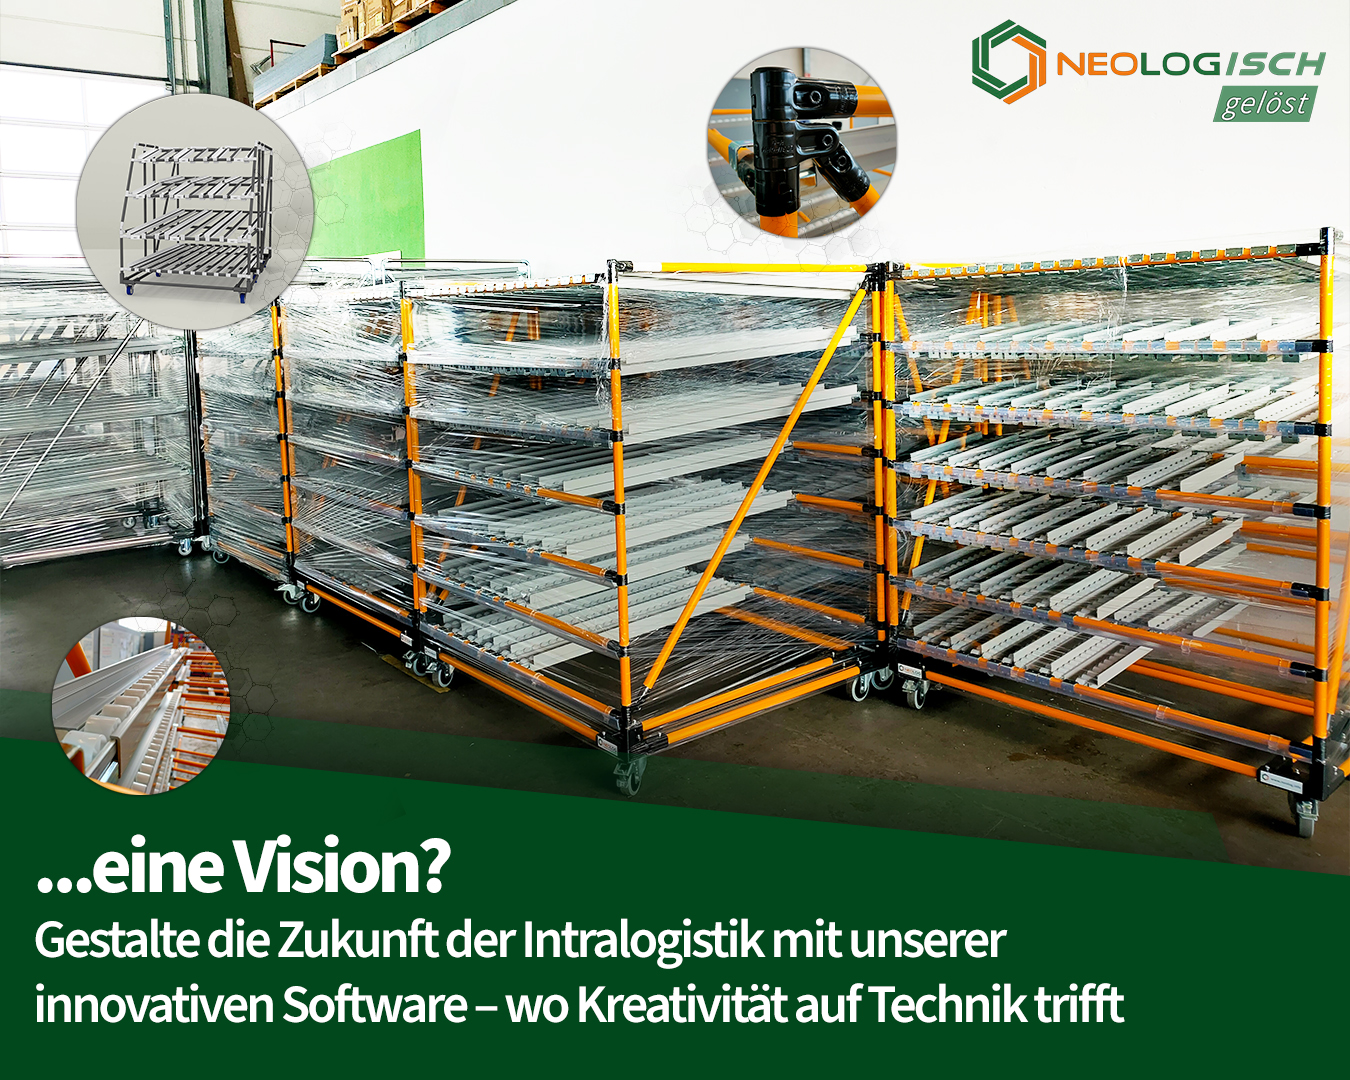 NEOLOGISCH
gelöst
...eine Vision?
Gestalte die Zukunft der Intralogistik mit unserer
innovativen Software – wo Kreativität auf Technik trifft